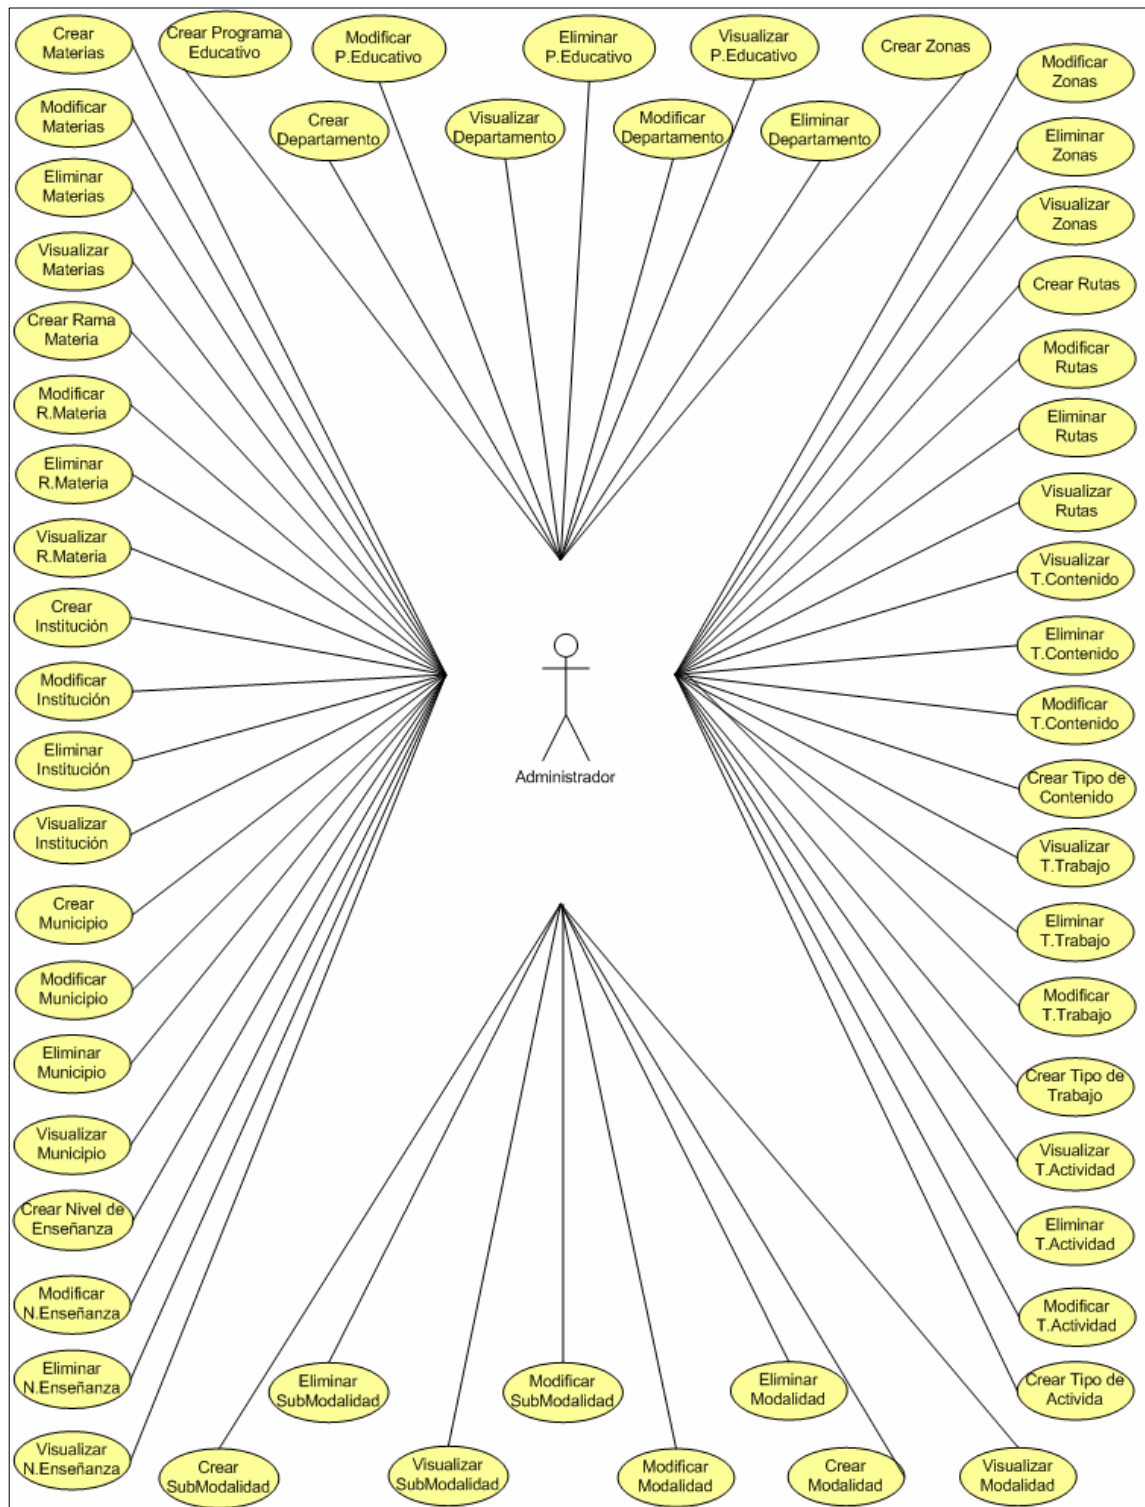 Crear
Materias
Crear Programa
Educativo
Modificar
P.Educativo
Eliminar
P.Educativo
Visualizar
P.Educativo
Crear Zonas
Crear
Departamento
Visualizar
Departamento
Modificar
Departamento
Eliminar
Departamento
Modificar
Materias
Eliminar
Materias
Visualizar
Materias
Crear Rama
Materia
Modificar
R.Materia
Eliminar
R.Materia
Visualizar
R.Materia
Crear
Institución
Modificar
Institución
Eliminar
Institución
Visualizar
Institución
Crear
Municipio
Modificar
Municipio
Eliminar
Municipio
Visualizar
Municipio
Crear Nivel de
Enseñanza
Modificar
N.Enseñanza
Eliminar
N.Enseñanza
Visualizar
N.Enseñanza
Administrador
Modificar
Zonas
Eliminar
Zonas
Visualizar
Zonas
Crear Rutas
Modificar
Rutas
Eliminar
Rutas
Visualizar
Rutas
Visualizar
T.Contenido
Eliminar
T.Contenido
Modificar
T.Contenido
Crear Tipo de
Contenido
Visualizar
T.Trabajo
Eliminar
T.Trabajo
Modificar
T.Trabajo
Crear Tipo de
Trabajo
Visualizar
T.Actividad
Eliminar
T.Actividad
Modificar
T.Actividad
Crear Tipo de
Activida
Eliminar
SubModalidad
Modificar
SubModalidad
Eliminar
Modalidad
Crear
SubModalidad
Visualizar
SubModalidad
Modificar
Modalidad
Crear
Modalidad
Visualizar
Modalidad